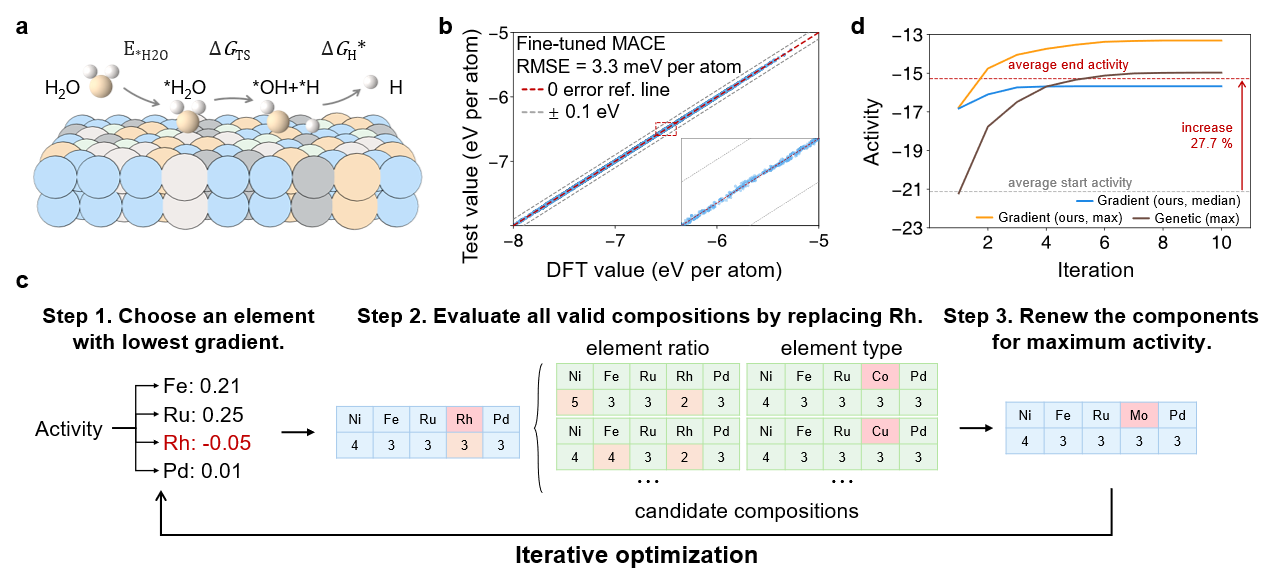 a
E*H2O
ΔGTS
ΔGH*
H2O
*H2O
*OH+*H
H
b
Test value (eV per atom)
−5
−6
−7
Fine-tuned MACE
RMSE = 3.3 meV per atom
0 error ref. line
± 0.1 eV
−8
−7
−6
−5
DFT value (eV per atom)
d
Activity
−13
−15
−17
−19
−21
−23
average end activity
increase
27.7 %
average start activity
Gradient (ours, median)
Gradient (ours, max)
Genetic (max)
2
4
6
8
10
Iteration
c
Step 1. Choose an element
with lowest gradient.
Activity
Fe: 0.21
Ru: 0.25
Rh: -0.05
Pd: 0.01
Step 2. Evaluate all valid compositions by replacing Rh.
Ni Fe Ru Rh Pd
4 3 3 3 3
element ratio
Ni Fe Ru Rh Pd
5 3 3 2 3
Ni Fe Ru Rh Pd
4 4 3 2 3
...
element type
Ni Fe Ru Co Pd
4 3 3 3 3
Ni Fe Ru Cu Pd
4 3 3 3 3
...
candidate compositions
Step 3. Renew the components
for maximum activity.
Ni Fe Ru Mo Pd
4 3 3 3 3
Iterative optimization